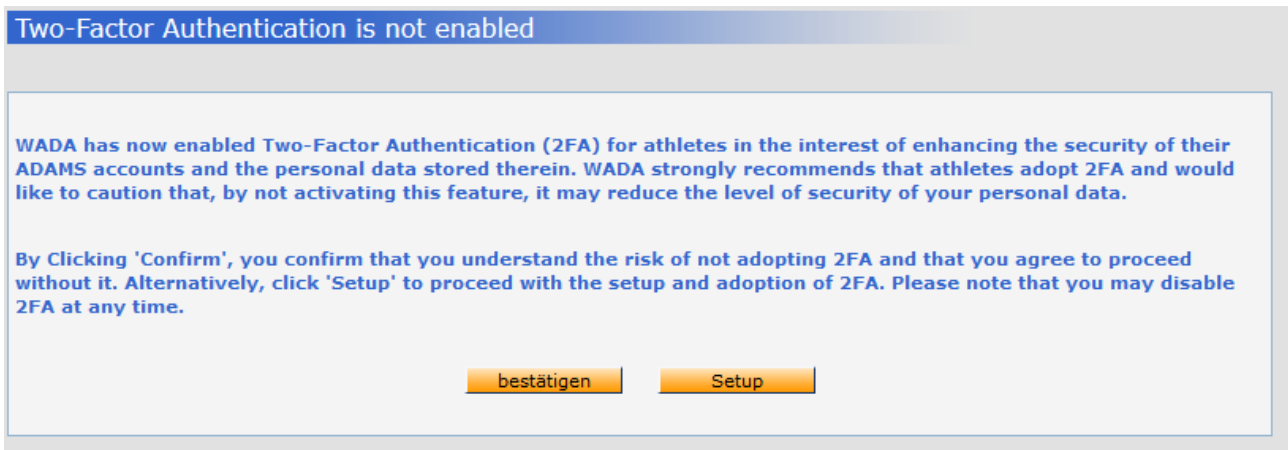 Two-Factor Authentication is not enabled
WADA has now enabled Two-Factor Authentication (2FA) for athletes in the interest of enhancing the security of their
ADAMS accounts and the personal data stored therein. WADA strongly recommends that athletes adopt 2FA and would
like to caution that, by not activating this feature, it may reduce the level of security of your personal data.
By Clicking 'Confirm', you confirm that you understand the risk of not adopting 2FA and that you agree to proceed
without it. Alternatively, click 'Setup' to proceed with the setup and adoption of 2FA. Please note that you may disable
2FA at any time.
bestätigen Setup